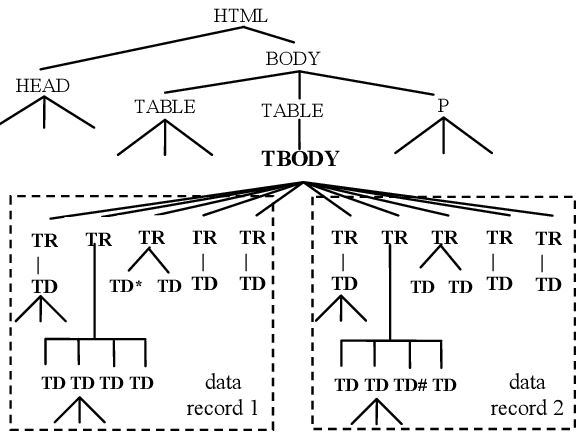 HTML
BODY
HEAD
TABLE TABLE P
TBODY
TR TR TR TR TR TR TR TR TR TR
TD TD* TD TD TD TD TD TD TD TD
TD TD TD TD data TD TD TD# TD data
record 1 record 2